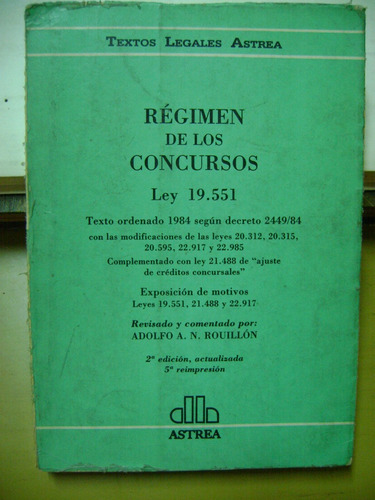 TEXTOS LEGALES ASTREA
RÉGIMEN
DE LOS
CONCURSOS
Ley 19.551
Texto ordenado 1984 según decreto 2449/84
con las modificaciones de las leyes 20.312, 20.315,
20.595, 22.917 y 22.985
Complementado con ley 21.488 de "ajuste
de créditos concursales"
Exposición de motivos
Leyes 19.551, 21.488 y 22.917
Revisado y comentado por:
ADOLFO A. N. ROUILLÓN
2ª edición, actualizada
5ª reimpresión
ASTREA